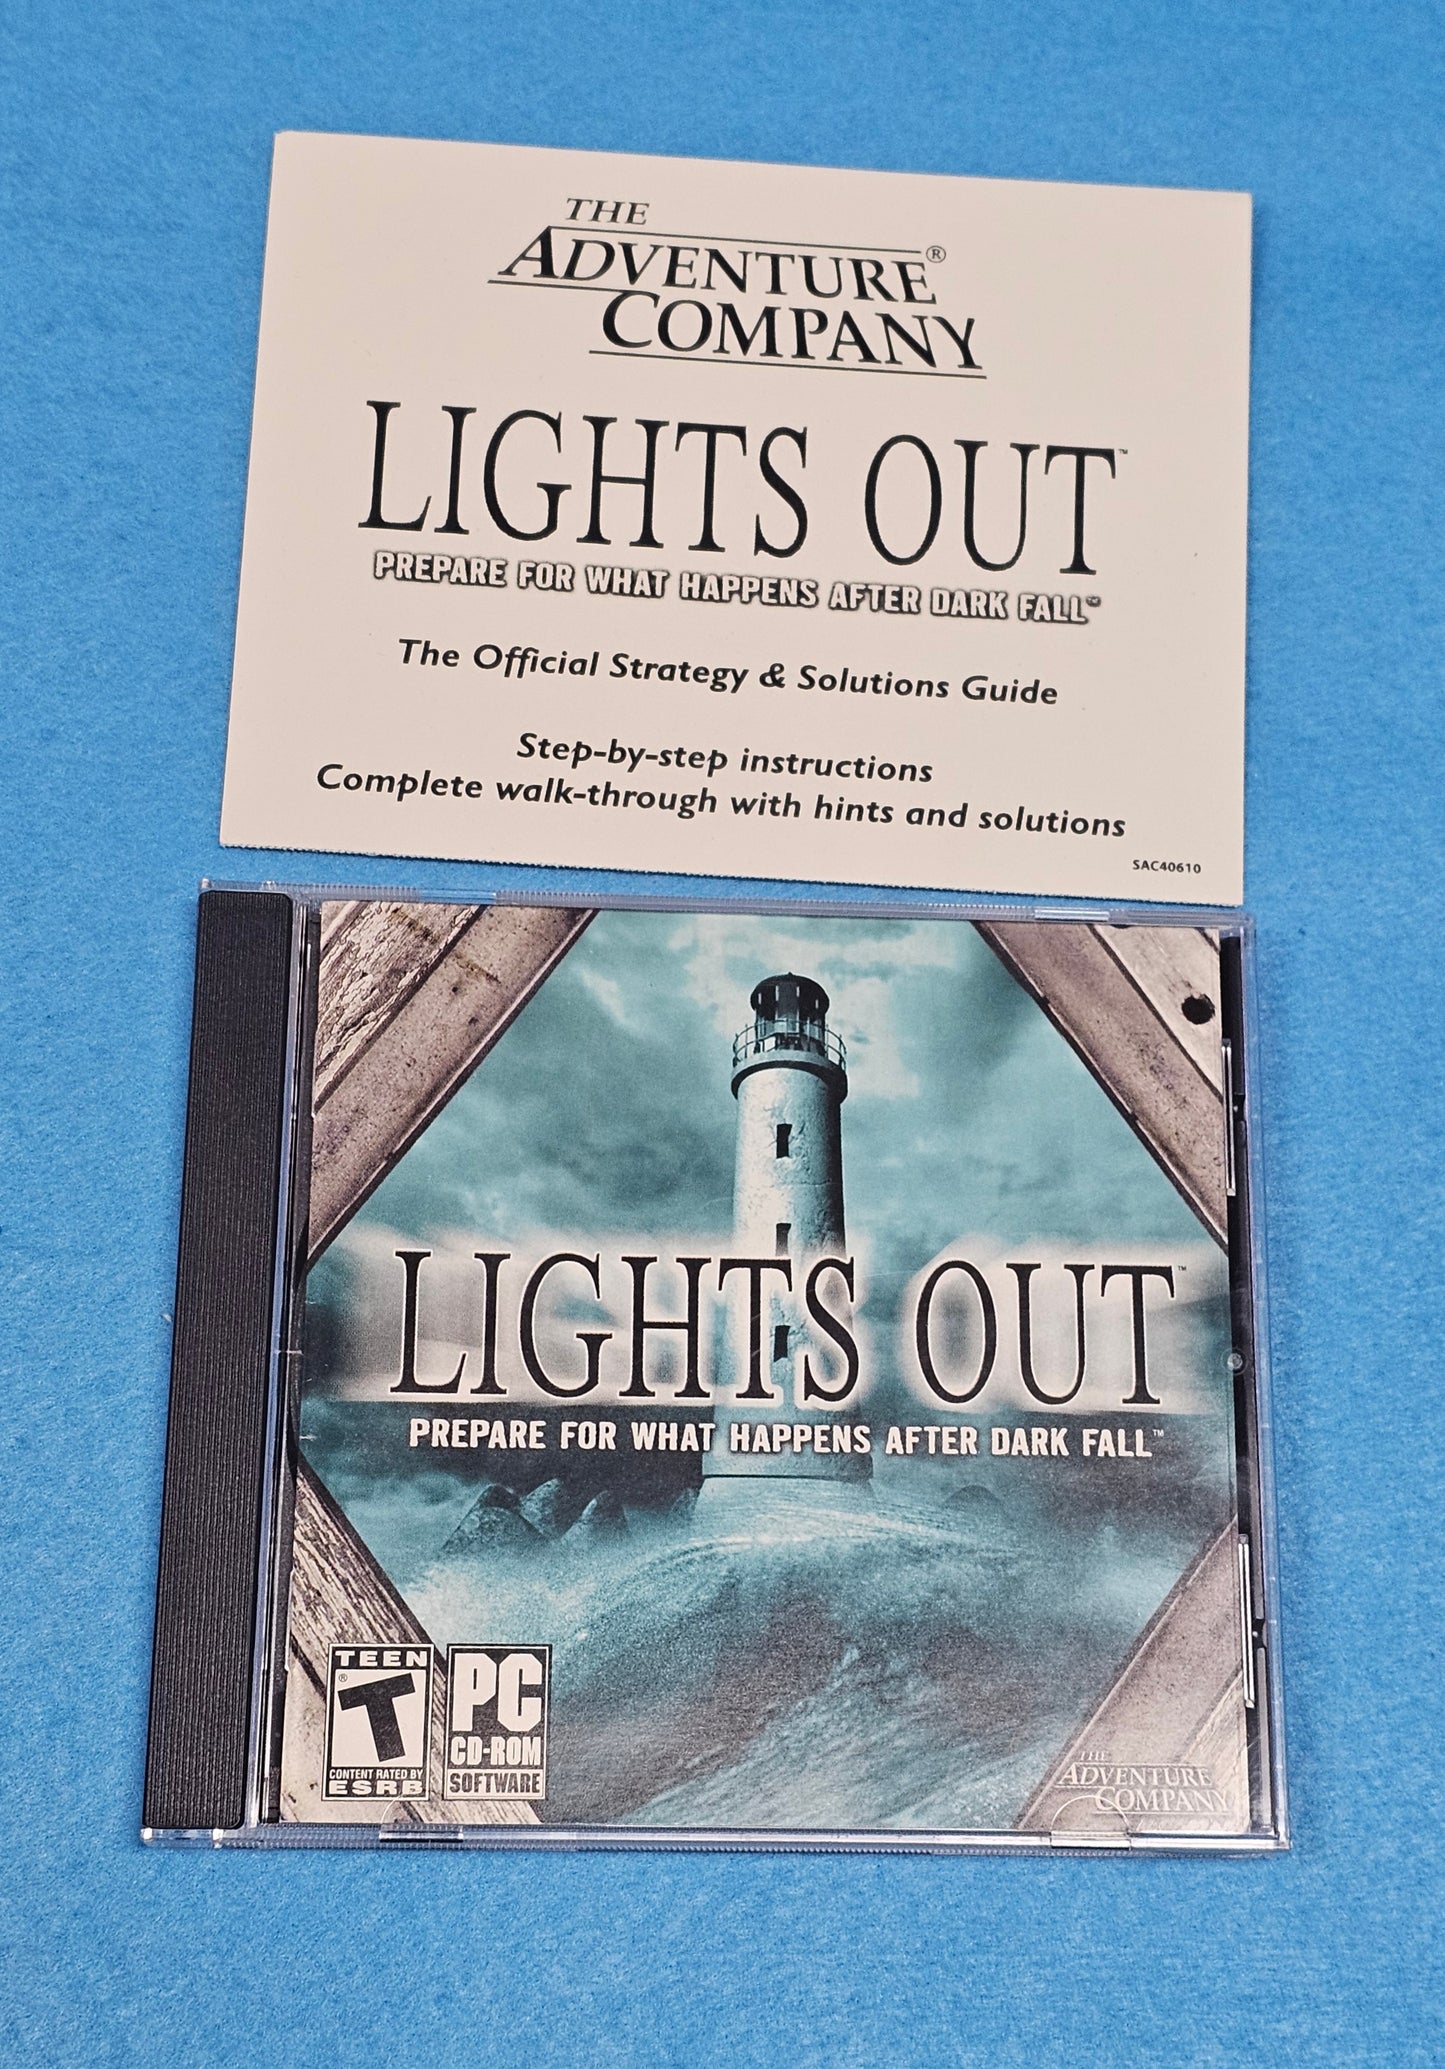 THE
ADVENTURE®
COMPANY
LIGHTS OUT™
PREPARE FOR WHAT HAPPENS AFTER DARK FALL™
The Official Strategy & Solutions Guide
Step-by-step instructions
Complete walk-through with hints and solutions
SAC40610
LIGHTS OUT™
PREPARE FOR WHAT HAPPENS AFTER DARK FALL™
TEEN
®
T
CONTENT RATED BY
ESRB
PC
CD-ROM
SOFTWARE
THE
ADVENTURE
COMPANY